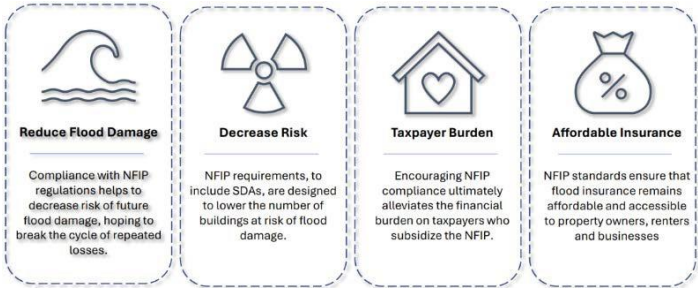 Reduce Flood Damage
Compliance with NFIP
regulations helps to
decrease risk of future
flood damage, hoping to
break the cycle of repeated
losses.
Decrease Risk
NFIP requirements, to
include SDAs, are designed
to lower the number of
buildings at risk of flood
damage.
Taxpayer Burden
Encouraging NFIP
compliance ultimately
alleviates the financial
burden on taxpayers who
subsidize the NFIP.
%
Affordable Insurance
NFIP standards ensure that
flood insurance remains
affordable and accessible
to property owners, renters
and businesses